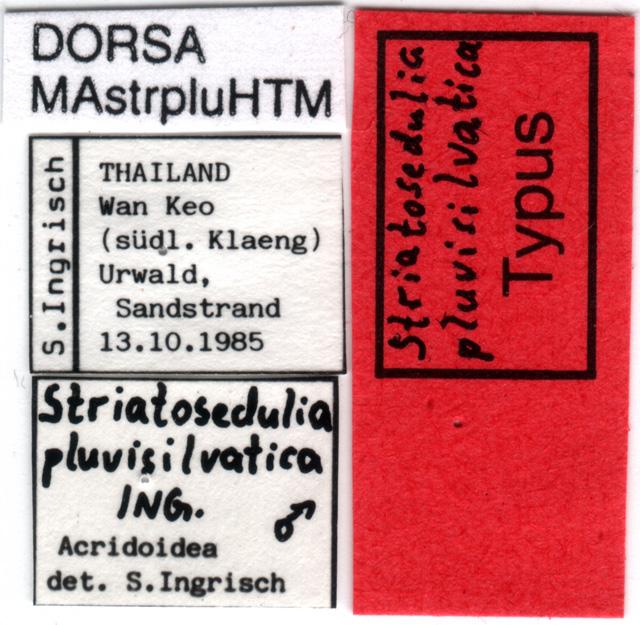 DORSA
MAstrpluHTM
S.Ingrisch
THAILAND
Wan Keo
(südl. Klaeng)
Urwald,
Sandstrand
13.10.1985
Striatosedulia
pluvisilvatica
ING.
♂
Acridoidea
det. S.Ingrisch
Striatosedulia
pluvisilvatica
Typus